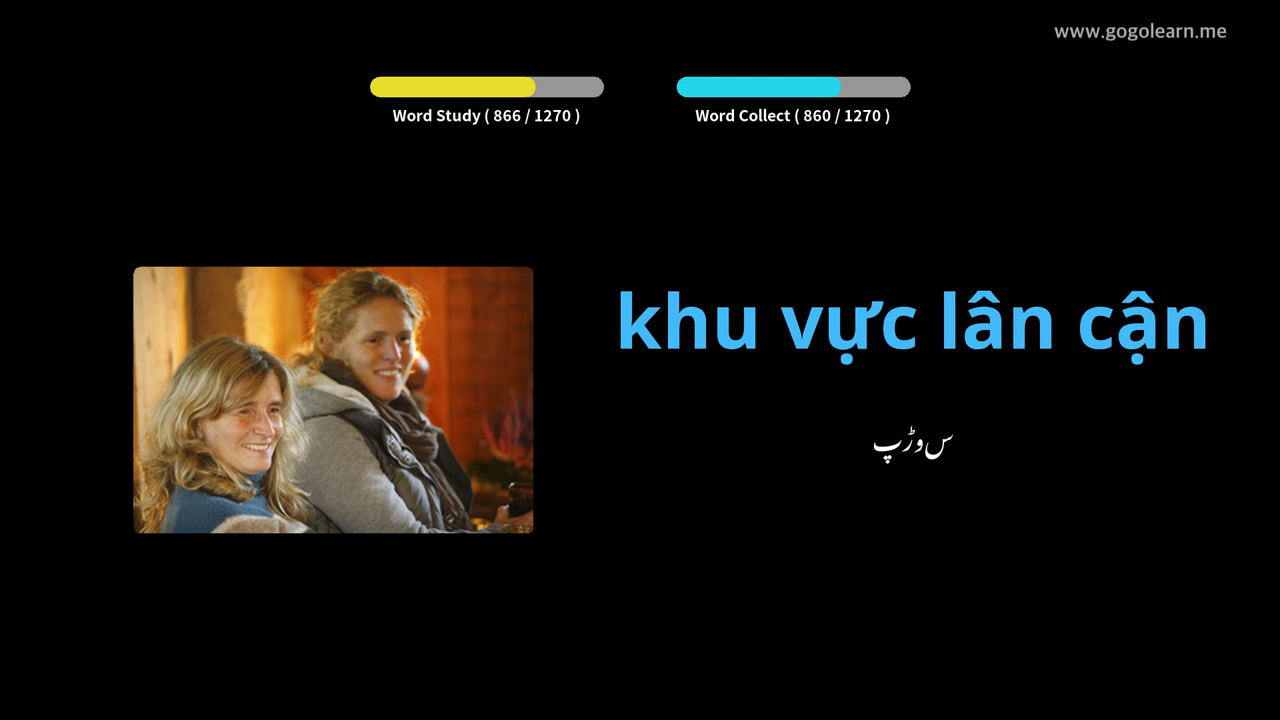 www.gogolearn.me
Word Study ( 866 / 1270 )
Word Collect ( 860 / 1270 )
khu vực lân cận
س‌وڑپ